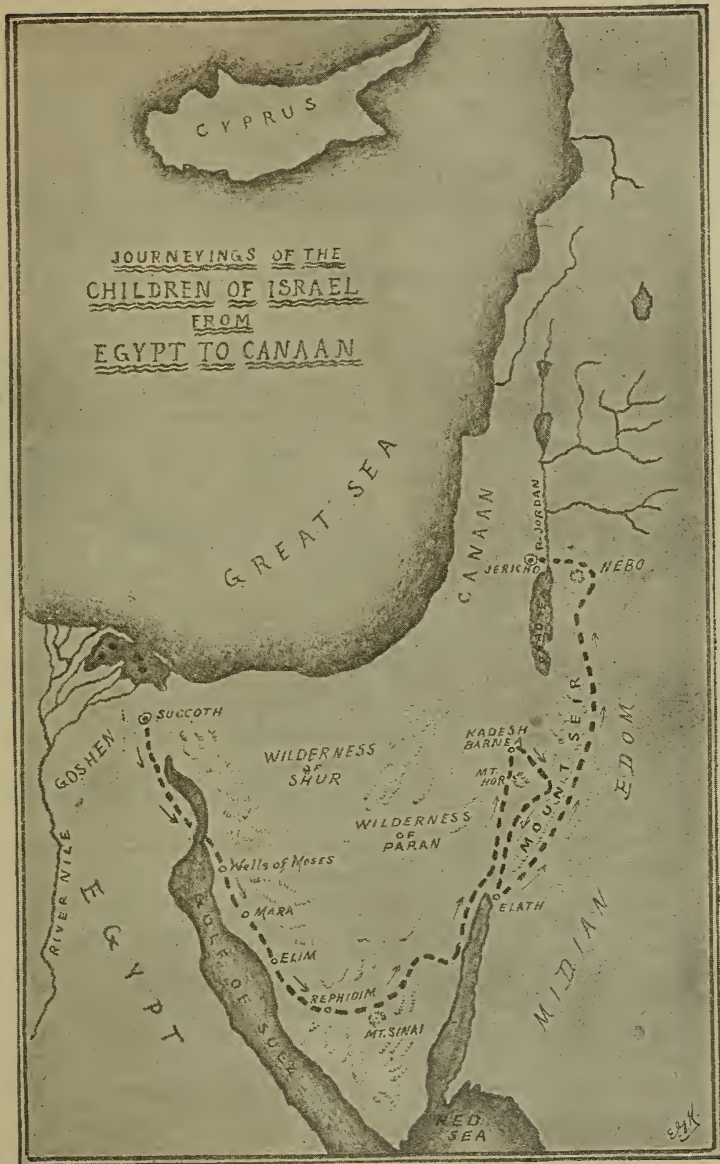 CYPRUS
JOURNEYINGS OF THE
CHILDREN OF ISRAEL
FROM
EGYPT TO CANAAN
GREAT SEA
CANAAN
R. JORDAN
JERICHO
NEBO
DEAD SEA
SUCCOTH
GOSHEN
WILDERNESS
OF
SHUR
KADESH
BARNEA
MT.
HOR
MOUNT SEIR
EDOM
WILDERNESS
OF
PARAN
RIVER NILE
EGYPT
Wells of Moses
MARA
ELIM
REPHIDIM
MT. SINAI
ELATH
MIDIAN
GULF OF SUEZ
RED
SEA